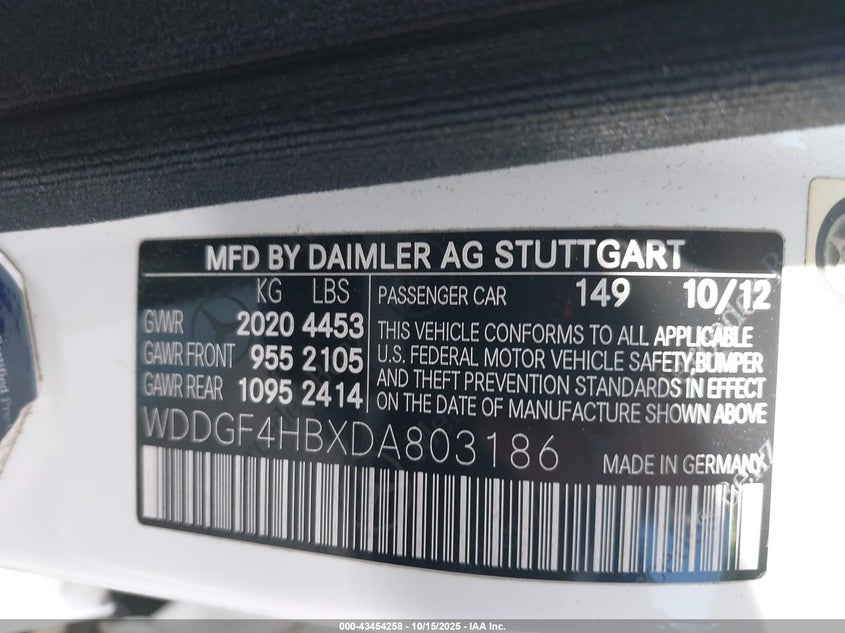 MFD BY DAIMLER AG STUTTGART
KG LBS
GVWR 2020 4453
GAWR FRONT 955 2105
GAWR REAR 1095 2414
PASSENGER CAR 149 10/12
THIS VEHICLE CONFORMS TO ALL APPLICABLE
U.S. FEDERAL MOTOR VEHICLE SAFETY,BUMPER
AND THEFT PREVENTION STANDARDS IN EFFECT
ON THE DATE OF MANUFACTURE SHOWN ABOVE
WDDGF4HBXDA803186
MADE IN GERMANY
000-43454258 - 10/15/2025 - IAA Inc.